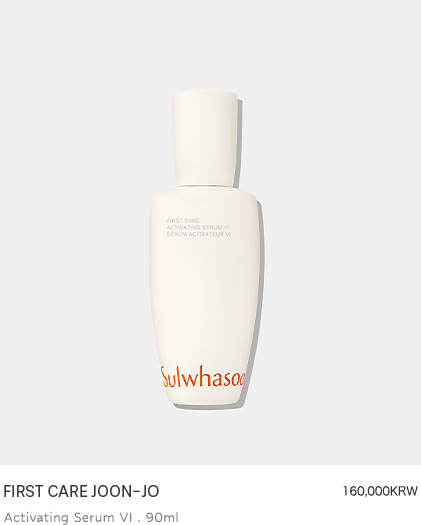 FIRST CARE
ACTIVATING SERUM VI
SÉRUM ACTIVATEUR VI
Sulwhasoo
FIRST CARE JOON-JO
160,000KRW
Activating Serum VI . 90ml